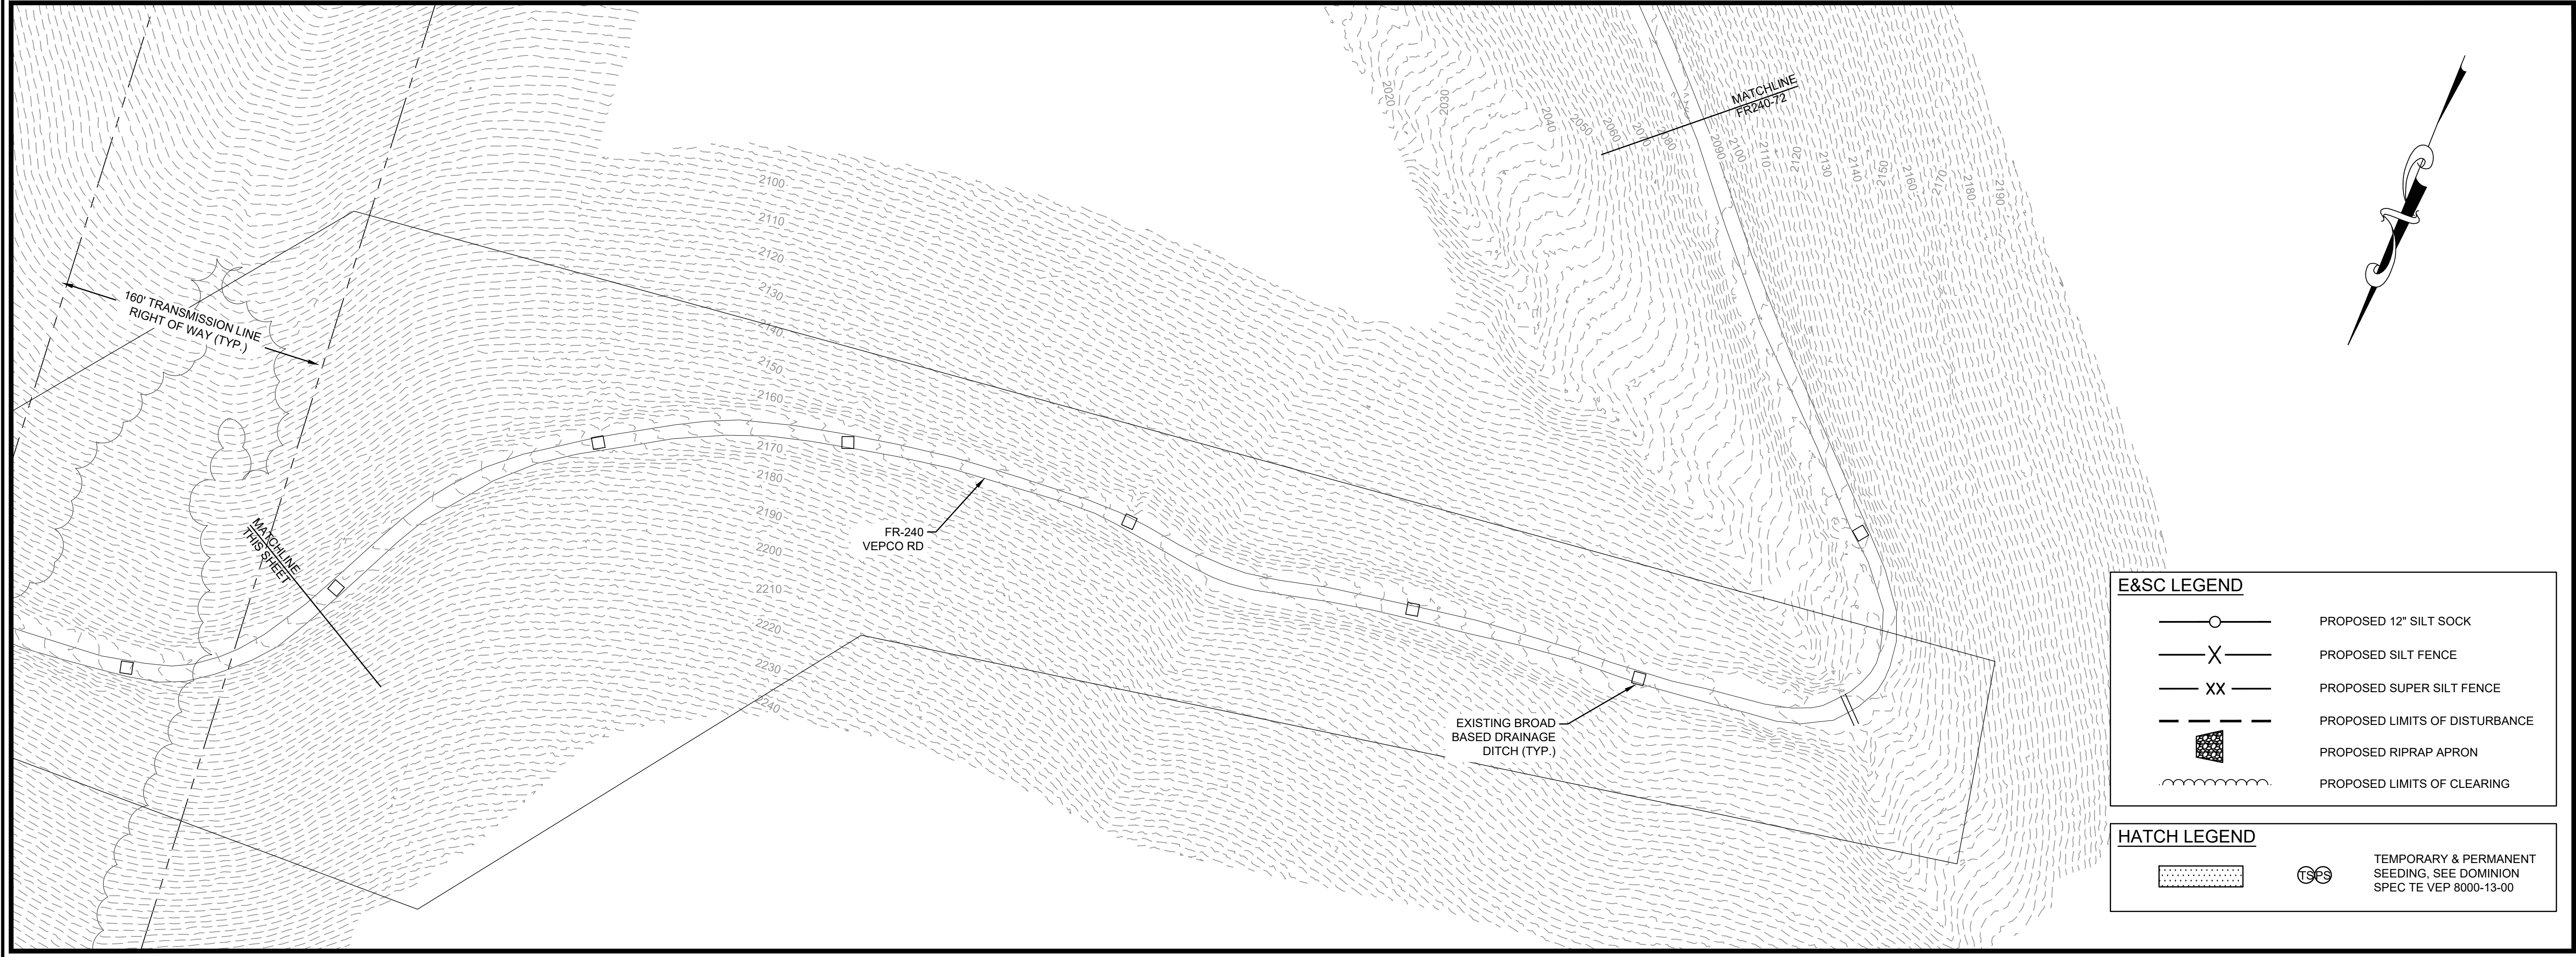 2020
2030
2040
2050
2060
2070
2080
2090
2100
2110
2120
2130
2140
2150
2160
2170
2180
2190
MATCHLINE
FR240-72
2100
2110
2120
2130
2140
2150
2160
2170
2180
2190
2200
2210
2220
2230
2240
160' TRANSMISSION LINE
RIGHT OF WAY (TYP.)
MATCHLINE
THIS SHEET
FR-240
VEPCO RD
EXISTING BROAD
BASED DRAINAGE
DITCH (TYP.)
E&SC LEGEND
PROPOSED 12" SILT SOCK
X PROPOSED SILT FENCE
XX PROPOSED SUPER SILT FENCE
PROPOSED LIMITS OF DISTURBANCE
PROPOSED RIPRAP APRON
PROPOSED LIMITS OF CLEARING
HATCH LEGEND
TS PS
TEMPORARY & PERMANENT
SEEDING, SEE DOMINION
SPEC TE VEP 8000-13-00